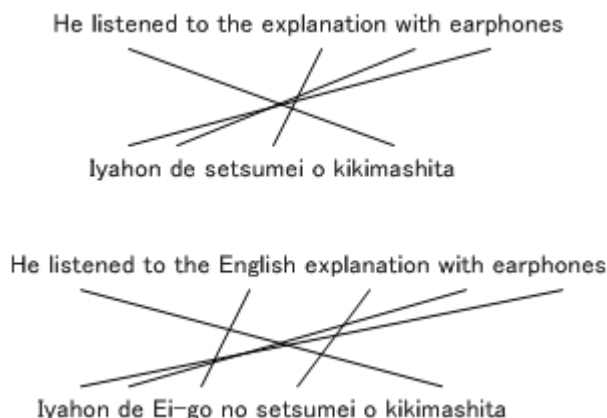 He listened to the explanation with earphones
Iyahon de setsumei o kikimashita
He listened to the English explanation with earphones
Iyahon de Ei-go no setsumei o kikimashita